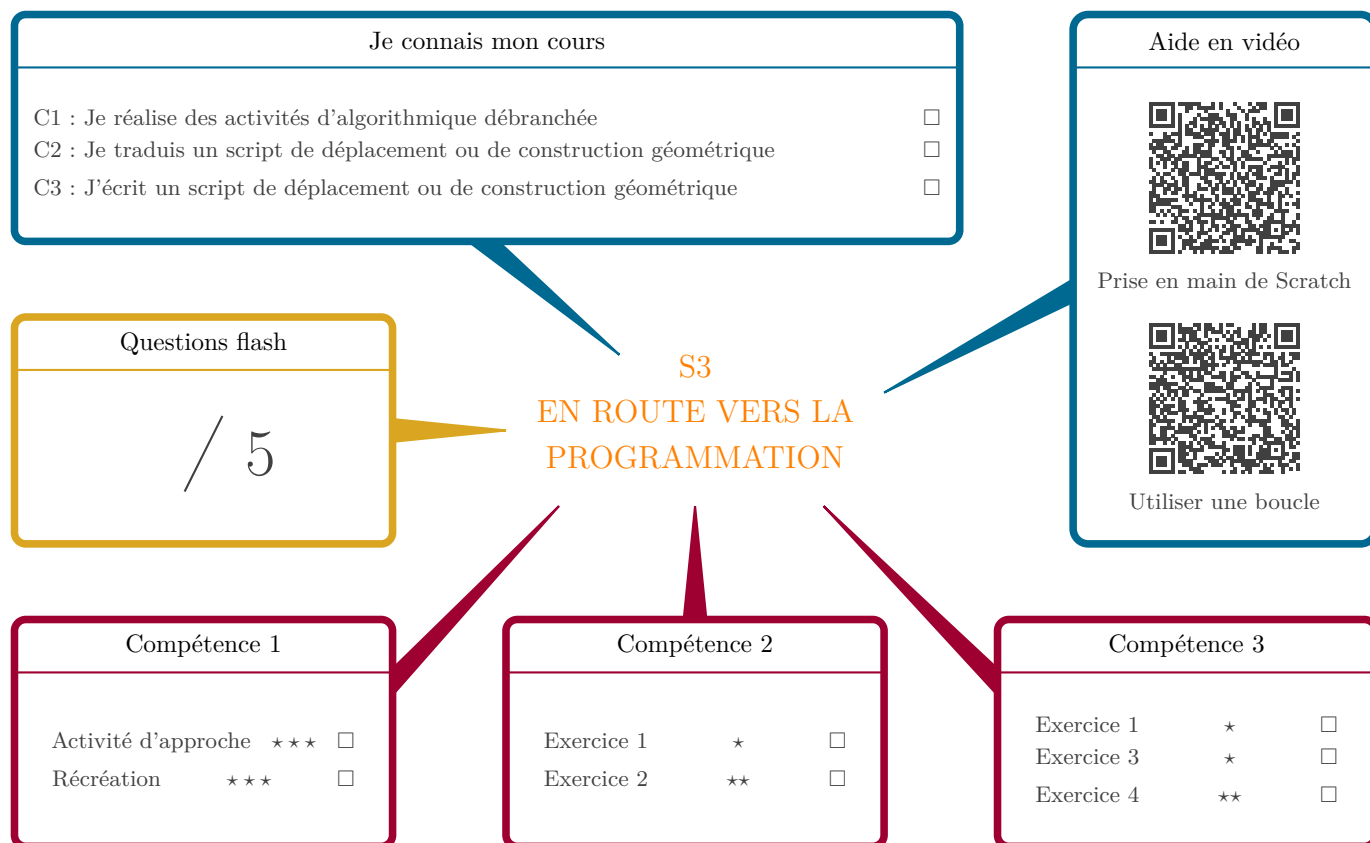 Je connais mon cours
C1 : Je réalise des activités d'algorithmique débranchée □
C2 : Je traduis un script de déplacement ou de construction géométrique □
C3 : J'écrit un script de déplacement ou de construction géométrique □
Aide en vidéo
Prise en main de Scratch
Utiliser une boucle
Questions flash
/ 5
S3
EN ROUTE VERS LA
PROGRAMMATION
Compétence 1
Activité d'approche ⋆⋆⋆ □
Récréation ⋆⋆⋆ □
Compétence 2
Exercice 1 ⋆ □
Exercice 2 ⋆⋆ □
Compétence 3
Exercice 1 ⋆ □
Exercice 3 ⋆ □
Exercice 4 ⋆⋆ □